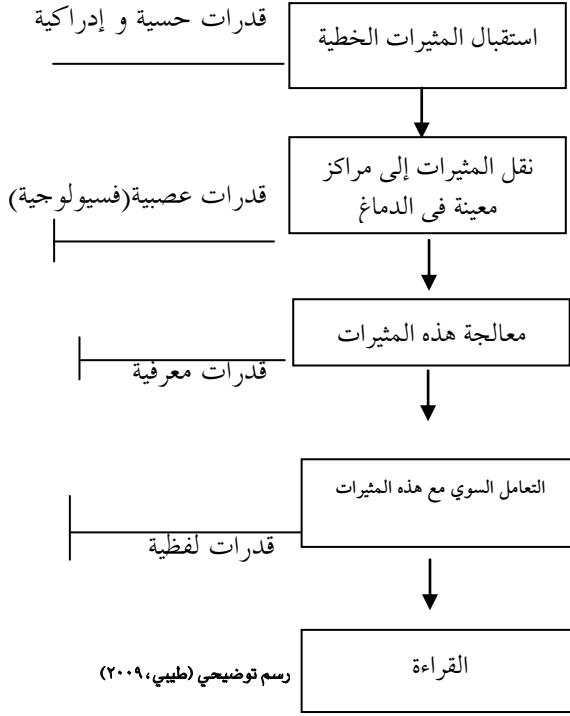 استقبال المثيرات الخطية
قدرات حسية و إدراكية
نقل المثيرات إلى مراكز
معينة في الدماغ
قدرات عصبية(فسيولوجية)
معالجة هذه المثيرات
قدرات معرفية
التعامل السوي مع هذه المثيرات
قدرات لفظية
القراءة
رسم توضيحي (طيبي، ٢٠٠٩)